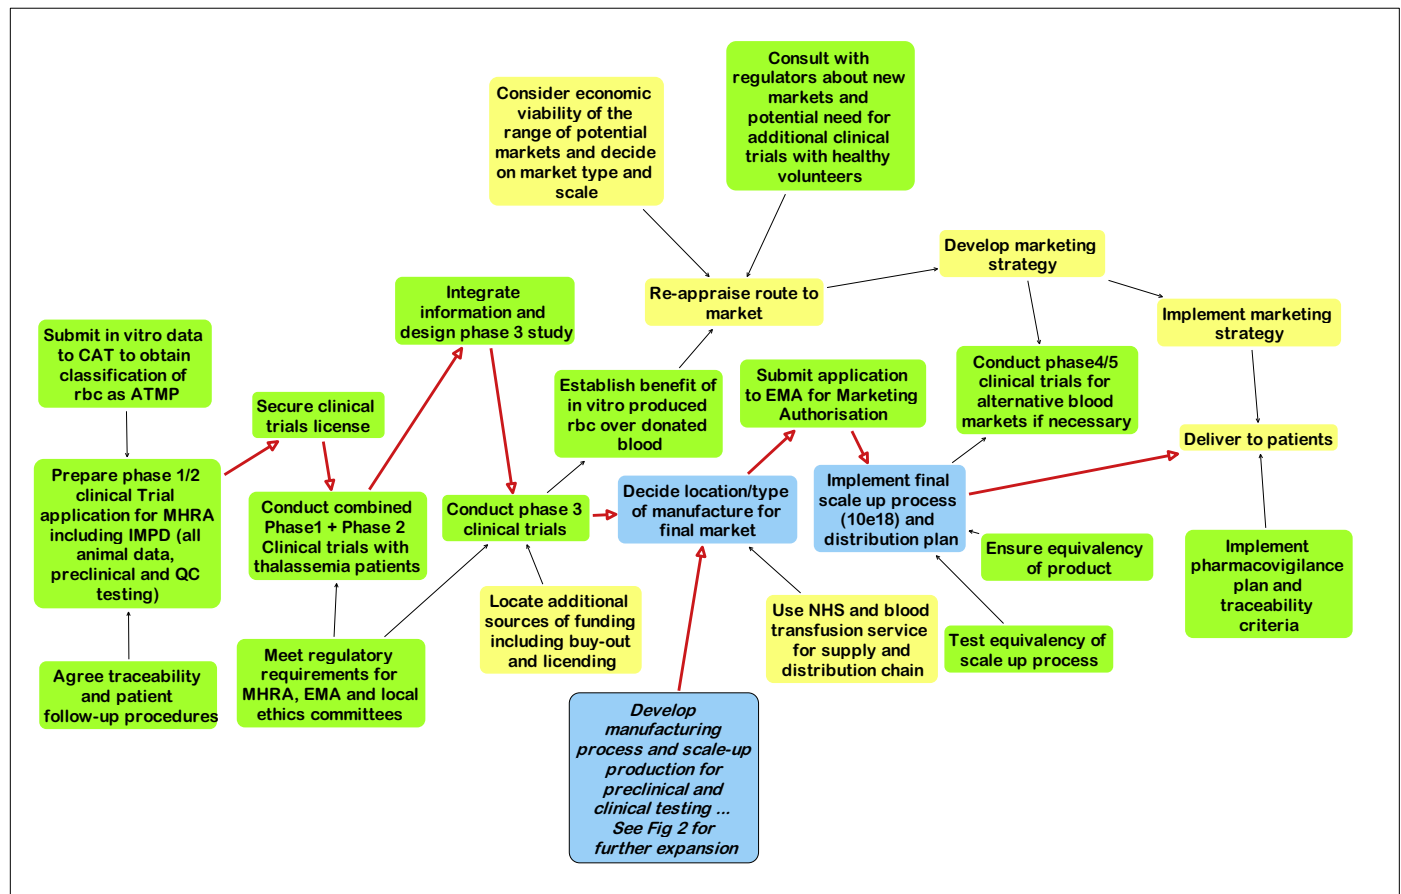 Consult with
regulators about new
markets and
potential need for
additional clinical
trials with healthy
volunteers
Consider economic
viability of the
range of potential
markets and decide
on market type and
scale
Develop marketing
strategy
Integrate
information and
design phase 3 study
Re-appraise route to
market
Implement marketing
strategy
Submit in vitro data
to CAT to obtain
classification of
rbc as ATMP
Secure clinical
trials license
Establish benefit of
in vitro produced
rbc over donated
blood
Submit application
to EMA for Marketing
Authorisation
Conduct phase4/5
clinical trials for
alternative blood
markets if necessary
Deliver to patients
Prepare phase 1/2
clinical Trial
application for MHRA
including IMPD (all
animal data,
preclinical and QC
testing)
Conduct combined
Phase1 + Phase 2
Clinical trials with
thalassemia patients
Conduct phase 3
clinical trials
Decide location/type
of manufacture for
final market
Implement final
scale up process
(10e18) and
distribution plan
Ensure equivalency
of product
Implement
pharmacovigilance
plan and
traceability
criteria
Agree traceability
and patient
follow-up procedures
Meet regulatory
requirements for
MHRA, EMA and local
ethics committees
Locate additional
sources of funding
including buy-out
and licending
Use NHS and blood
transfusion service
for supply and
distribution chain
Test equivalency of
scale up process
Develop
manufacturing
process and scale-up
production for
preclinical and
clinical testing ...
See Fig 2 for
further expansion